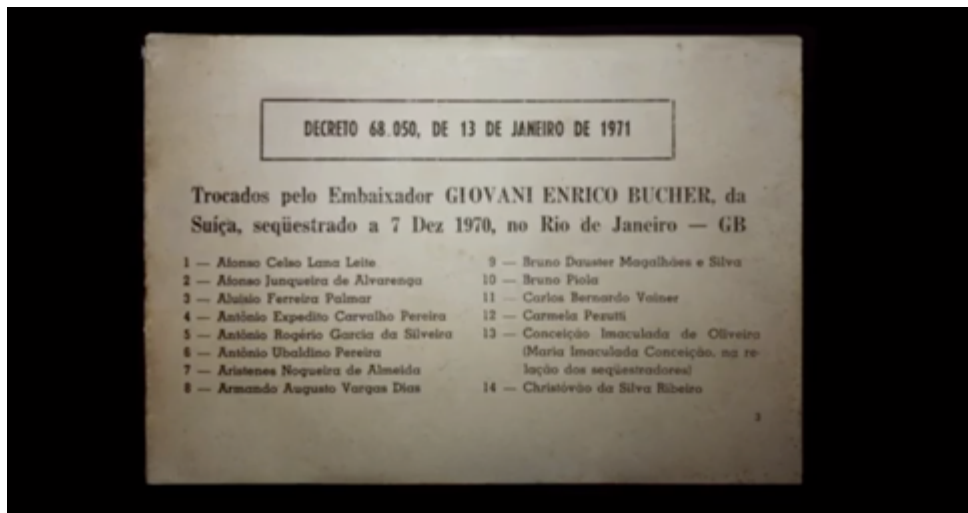 DECRETO 68.050, DE 13 DE JANEIRO DE 1971
Trocados pelo Embaixador GIOVANI ENRICO BUCHER, da
Suíça, seqüestrado a 7 Dez 1970, no Rio de Janeiro — GB
1 — Afonso Celso Lana Leite
2 — Afonso Junqueira de Alvarenga
3 — Aluisio Ferreira Palmar
4 — Antônio Expedito Carvalho Pereira
5 — Antônio Rogério Garcia da Silveira
6 — Antônio Ubaldino Pereira
7 — Aristenes Nogueira de Almeida
8 — Armando Augusto Vargas Dias
9 — Bruno Dauster Magalhães e Silva
10 — Bruno Piola
11 — Carlos Bernardo Vainer
12 — Carmela Pezutti
13 — Conceição Imaculada de Oliveira
(Maria Imaculada Conceição, na re-
lação dos seqüestradores)
14 — Christóvão da Silva Ribeiro
3